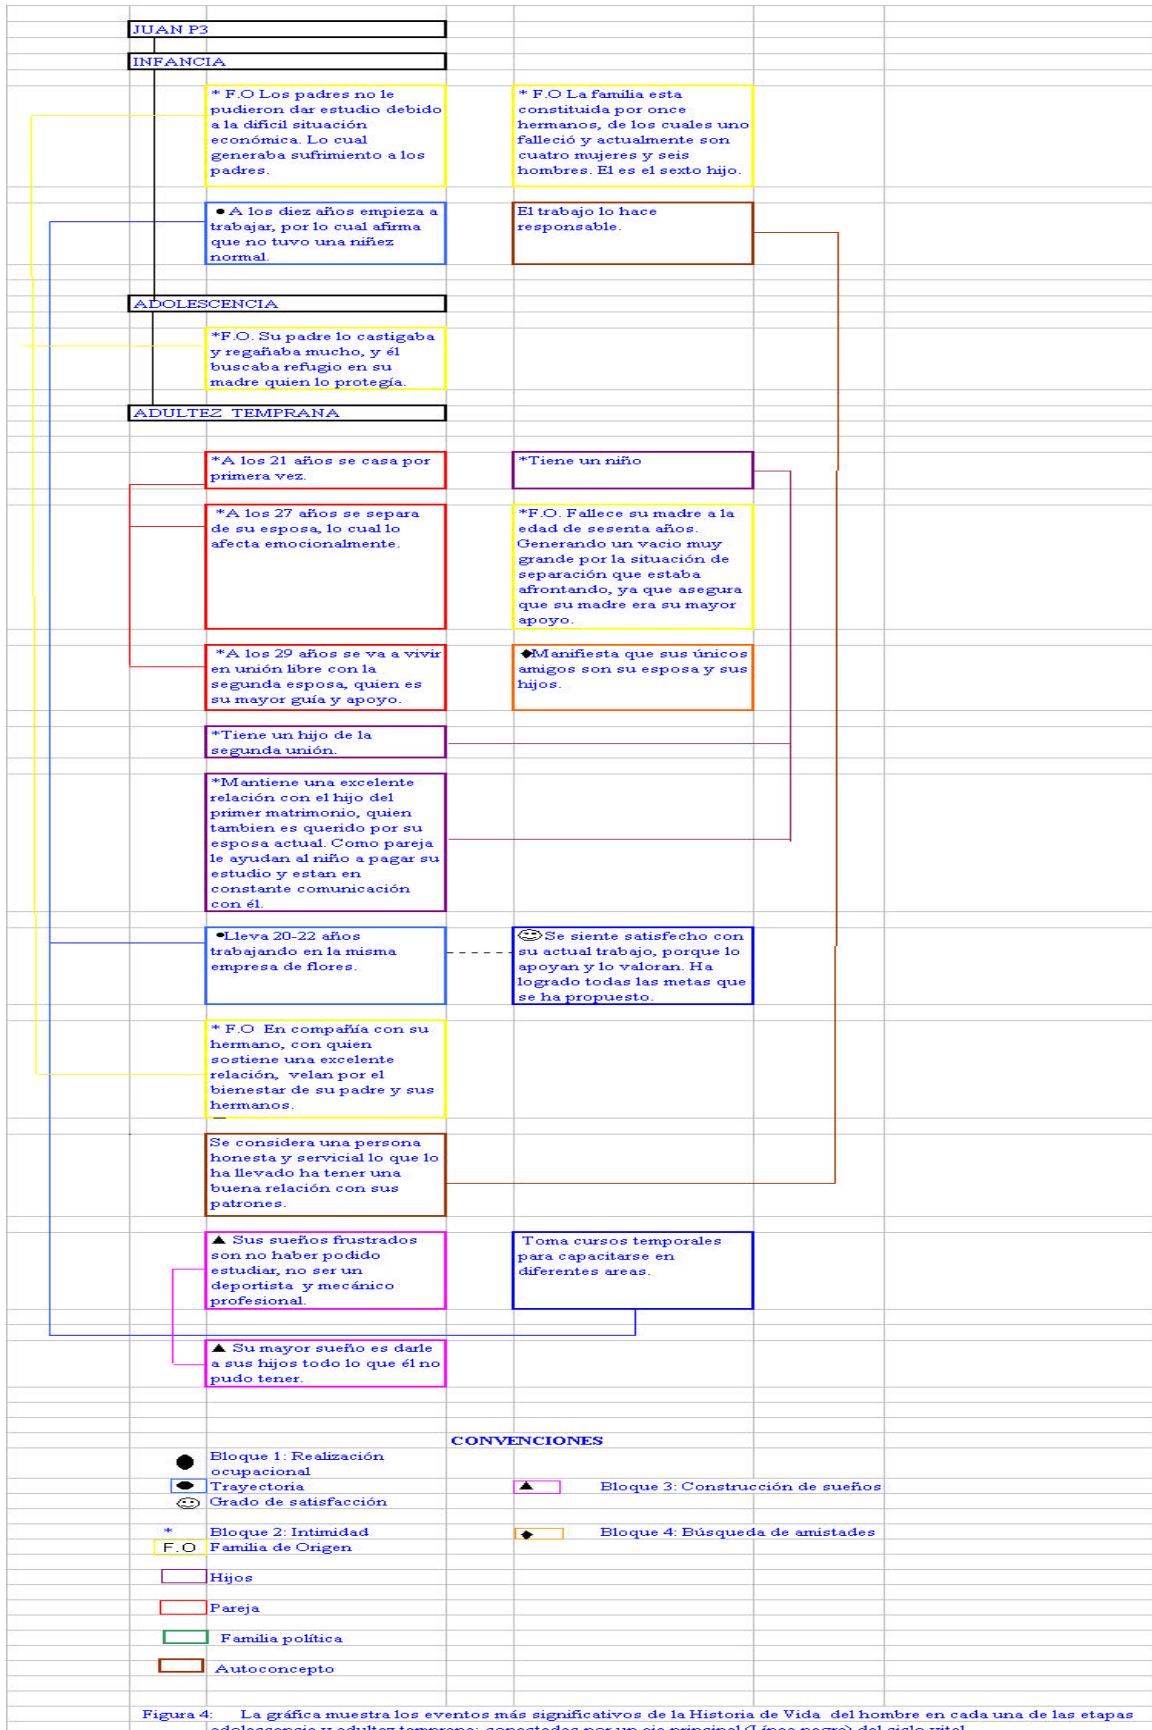 JUAN P3
INFANCIA
* F.O Los padres no le
pudieron dar estudio debido
a la dificil situación
económica. Lo cual
generaba sufrimiento a los
padres.
* F.O La familia esta
constituida por once
hermanos, de los cuales uno
falleció y actualmente son
cuatro mujeres y seis
hombres. El es el sexto hijo.
● A los diez años empieza a
trabajar, por lo cual afirma
que no tuvo una niñez
normal.
El trabajo lo hace
responsable.
ADOLESCENCIA
*F.O. Su padre lo castigaba
y regañaba mucho, y él
buscaba refugio en su
madre quien lo protegía.
ADULTEZ TEMPRANA
*A los 21 años se casa por
primera vez.
*Tiene un niño
*A los 27 años se separa
de su esposa, lo cual lo
afecta emocionalmente.
*F.O. Fallece su madre a la
edad de sesenta años.
Generando un vacio muy
grande por la situación de
separación que estaba
afrontando, ya que asegura
que su madre era su mayor
apoyo.
*A los 29 años se va a vivir
en unión libre con la
segunda esposa, quien es
su mayor guía y apoyo.
◆Manifiesta que sus únicos
amigos son su esposa y sus
hijos.
*Tiene un hijo de la
segunda unión.
*Mantiene una excelente
relación con el hijo del
primer matrimonio, quien
tambien es querido por su
esposa actual. Como pareja
le ayudan al niño a pagar su
estudio y estan en
constante comunicación
con él.
●Lleva 20-22 años
trabajando en la misma
empresa de flores.
☺Se siente satisfecho con
su actual trabajo, porque lo
apoyan y lo valoran. Ha
logrado todas las metas que
se ha propuesto.
* F.O En compañía con su
hermano, con quien
sostiene una excelente
relación, velan por el
bienestar de su padre y sus
hermanos.
Se considera una persona
honesta y servicial lo que lo
ha llevado ha tener una
buena relación con sus
patrones.
▲ Sus sueños frustrados
son no haber podido
estudiar, no ser un
deportista y mecánico
profesional.
Toma cursos temporales
para capacitarse en
diferentes areas.
▲ Su mayor sueño es darle
a sus hijos todo lo que él no
pudo tener.
CONVENCIONES
● Bloque 1: Realización
ocupacional
● Trayectoria
▲ Bloque 3: Construcción de sueños
☺ Grado de satisfacción
* Bloque 2: Intimidad
◆ Bloque 4: Búsqueda de amistades
F.O Familia de Origen
Hijos
Pareja
Familia política
Autoconcepto
Figura 4: La gráfica muestra los eventos más significativos de la Historia de Vida del hombre en cada una de las etapas
adolescencia y adultez temprana; conectados por un eje principal (Línea negra) del ciclo vital